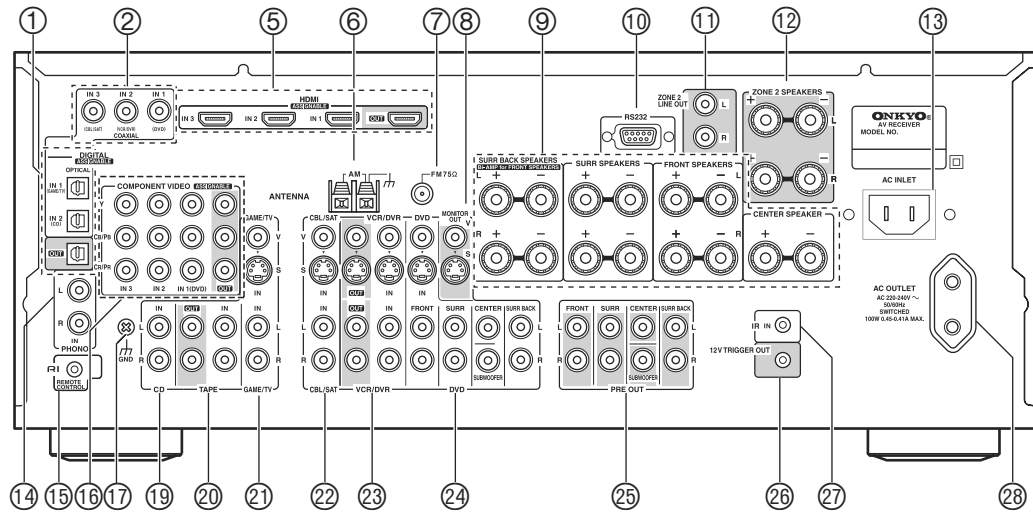 ① ② ⑤ ⑥ ⑦ ⑧ ⑨ ⑩ ⑪ ⑫ ⑬
IN 3 IN 2 IN 1
(CBL/SAT) (VCR/DVR) (DVD)
COAXIAL
HDMI
ASSIGNABLE
IN 3 IN 2 IN 1 OUT
DIGITAL
ASSIGNABLE
OPTICAL
IN 1
(GAME/TV)
IN 2
(CD)
OUT
COMPONENT VIDEO ASSIGNABLE
Y
CB/PB
CR/PR
IN 3 IN 2 IN 1(DVD) OUT
GAME/TV
V
S
IN
ANTENNA
AM
FM 75Ω
CBL/SAT VCR/DVR DVD MONITOR OUT
V V
S S
IN OUT IN IN
RS232
ZONE 2
LINE OUT
L
R
ZONE 2 SPEAKERS
+ −
L
+ −
R
ONKYO®
AV RECEIVER
MODEL NO.
SURR BACK SPEAKERS
BI-AMP for FRONT SPEAKERS
SURR SPEAKERS
FRONT SPEAKERS
L + − + − + − L
R + − + − + − R
CENTER SPEAKER
+ −
AC INLET
AC OUTLET
AC 220-240V ~
50/60Hz
SWITCHED
100W 0.45-0.41A MAX.
L
R
IN
PHONO
RI
REMOTE
CONTROL
GND
IN OUT IN IN
L L
R R
CD TAPE GAME/TV
IN OUT IN FRONT SURR CENTER SURR BACK
L L
R R
SUBWOOFER
CBL/SAT VCR/DVR DVD
FRONT SURR CENTER SURR BACK
L L
R R
SUBWOOFER
PRE OUT
IR IN
12V TRIGGER OUT
⑭ ⑮ ⑯ ⑰ ⑲ ⑳ ㉑ ㉒ ㉓ ㉔ ㉕ ㉖ ㉗ ㉘